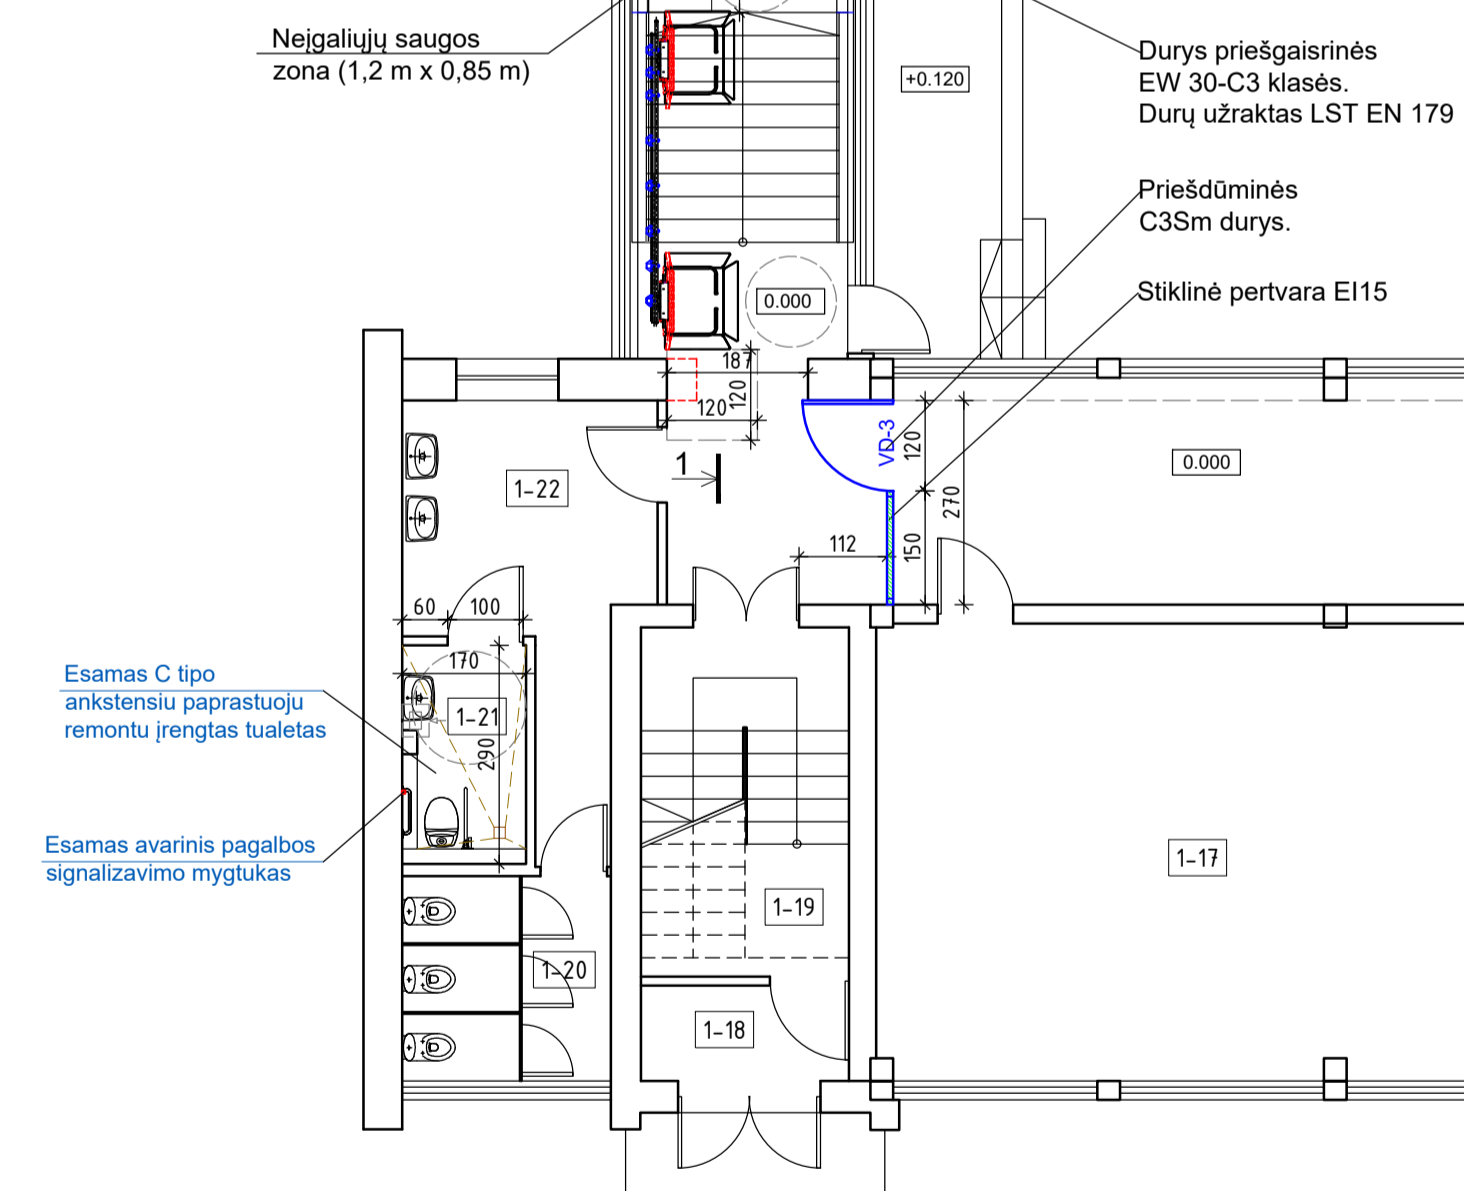 Neįgaliųjų saugos
zona (1,2 m x 0,85 m)
+0.120
Durys priešgaisrinės
EW 30-C3 klasės.
Durų užraktas LST EN 179
Priešdūminės
C3Sm durys.
Stiklinė pertvara EI15
0.000
187
120
120
VD-3
120
270
150
0.000
1
1-22
112
60
100
170
Esamas C tipo
ankstensiu paprastuoju
remontu įrengtas tualetas
1-21
290
Esamas avarinis pagalbos
signalizavimo mygtukas
1-17
1-19
1-20
1-18